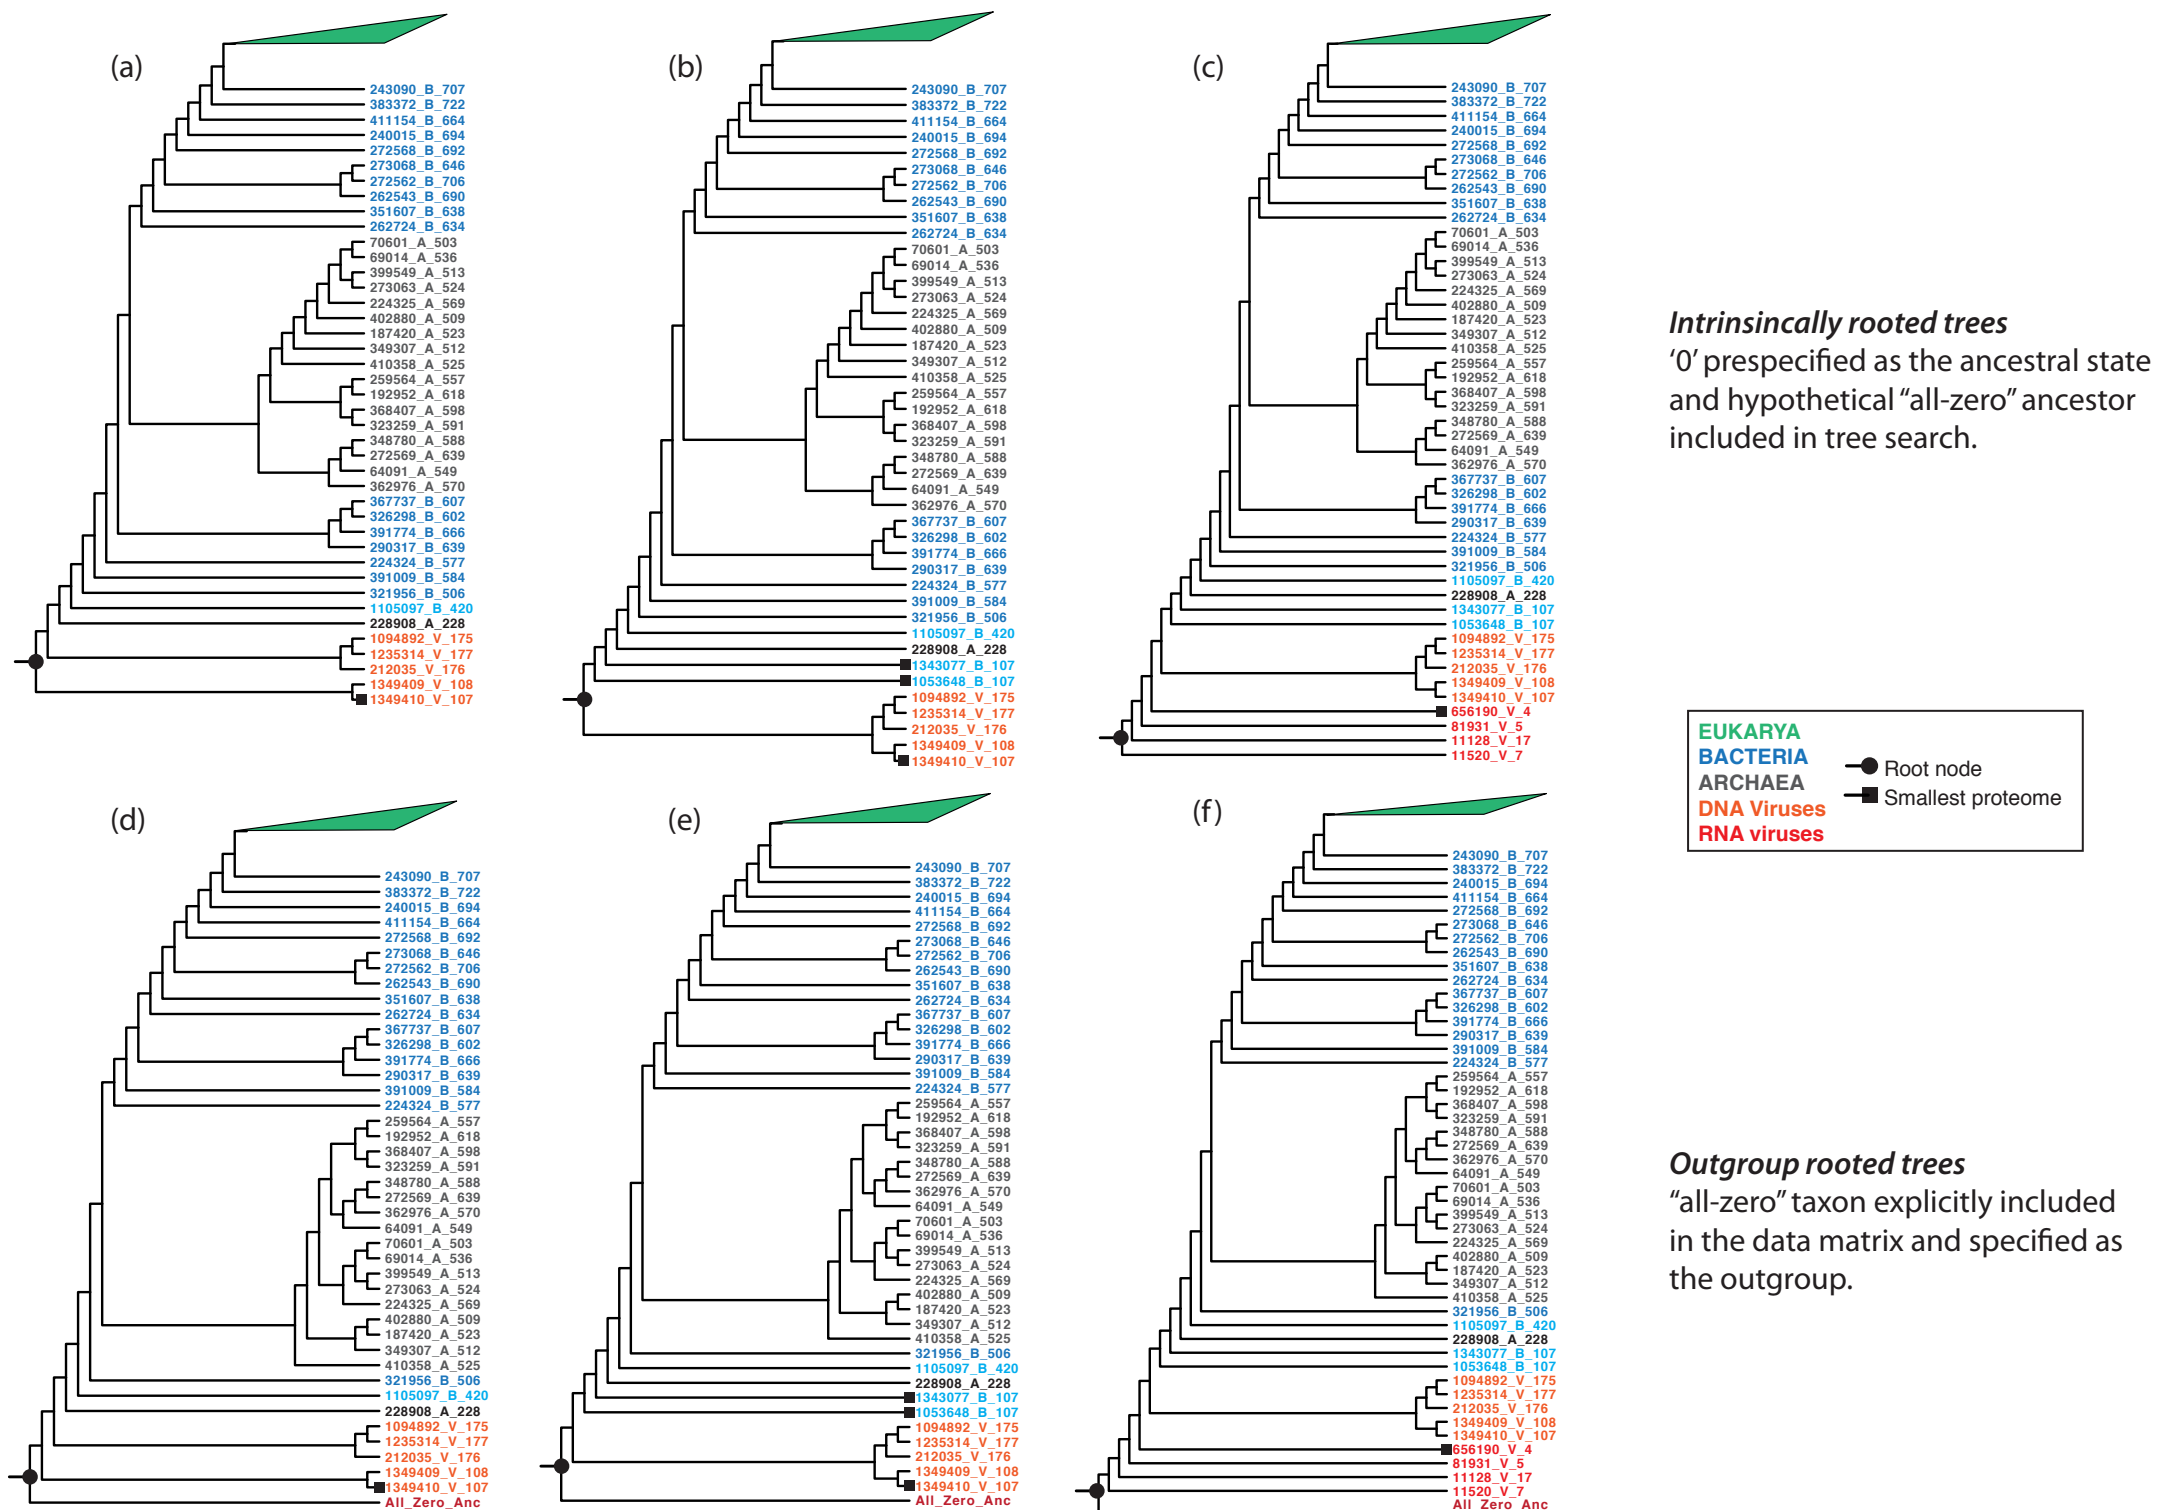 (a)
243090_B_707
383372_B_722
411154_B_664
240015_B_694
272568_B_692
273068_B_646
272562_B_706
262543_B_690
351607_B_638
262724_B_634
70601_A_503
69014_A_536
399549_A_513
273063_A_524
224325_A_569
402880_A_509
187420_A_523
349307_A_512
410358_A_525
259564_A_557
192952_A_618
368407_A_598
323259_A_591
348780_A_588
272569_A_639
64091_A_549
362976_A_570
367737_B_607
326298_B_602
391774_B_666
290317_B_639
224324_B_577
391009_B_584
321956_B_506
1105097_B_420
228908_A_228
1094892_V_175
1235314_V_177
212035_V_176
1349409_V_108
1349410_V_107
(b)
243090_B_707
383372_B_722
411154_B_664
240015_B_694
272568_B_692
273068_B_646
272562_B_706
262543_B_690
351607_B_638
262724_B_634
70601_A_503
69014_A_536
399549_A_513
273063_A_524
224325_A_569
402880_A_509
187420_A_523
349307_A_512
410358_A_525
259564_A_557
192952_A_618
368407_A_598
323259_A_591
348780_A_588
272569_A_639
64091_A_549
362976_A_570
367737_B_607
326298_B_602
391774_B_666
290317_B_639
224324_B_577
391009_B_584
321956_B_506
1105097_B_420
228908_A_228
1343077_B_107
1053648_B_107
1094892_V_175
1235314_V_177
212035_V_176
1349409_V_108
1349410_V_107
(c)
243090_B_707
383372_B_722
411154_B_664
240015_B_694
272568_B_692
273068_B_646
272562_B_706
262543_B_690
351607_B_638
262724_B_634
70601_A_503
69014_A_536
399549_A_513
273063_A_524
224325_A_569
402880_A_509
187420_A_523
349307_A_512
410358_A_525
259564_A_557
192952_A_618
368407_A_598
323259_A_591
348780_A_588
272569_A_639
64091_A_549
362976_A_570
367737_B_607
326298_B_602
391774_B_666
290317_B_639
224324_B_577
391009_B_584
321956_B_506
1105097_B_420
228908_A_228
1343077_B_107
1053648_B_107
1094892_V_175
1235314_V_177
212035_V_176
1349409_V_108
1349410_V_107
656190_V_4
81931_V_5
11128_V_17
11520_V_7
Intrinsincally rooted trees
‘0’ prespecified as the ancestral state
and hypothetical “all-zero” ancestor
included in tree search.
EUKARYA
BACTERIA
ARCHAEA
DNA Viruses
RNA viruses
Root node
Smallest proteome
(d)
243090_B_707
383372_B_722
240015_B_694
411154_B_664
272568_B_692
273068_B_646
272562_B_706
262543_B_690
351607_B_638
262724_B_634
367737_B_607
326298_B_602
391774_B_666
290317_B_639
391009_B_584
224324_B_577
259564_A_557
192952_A_618
368407_A_598
323259_A_591
348780_A_588
272569_A_639
362976_A_570
64091_A_549
70601_A_503
69014_A_536
399549_A_513
273063_A_524
224325_A_569
402880_A_509
187420_A_523
349307_A_512
410358_A_525
321956_B_506
1105097_B_420
228908_A_228
1094892_V_175
1235314_V_177
212035_V_176
1349409_V_108
1349410_V_107
All_Zero_Anc
(e)
243090_B_707
383372_B_722
240015_B_694
411154_B_664
272568_B_692
273068_B_646
272562_B_706
262543_B_690
351607_B_638
262724_B_634
367737_B_607
326298_B_602
391774_B_666
290317_B_639
391009_B_584
224324_B_577
259564_A_557
192952_A_618
368407_A_598
323259_A_591
348780_A_588
272569_A_639
362976_A_570
64091_A_549
70601_A_503
69014_A_536
399549_A_513
273063_A_524
224325_A_569
402880_A_509
187420_A_523
349307_A_512
410358_A_525
321956_B_506
1105097_B_420
228908_A_228
1343077_B_107
1053648_B_107
1094892_V_175
1235314_V_177
212035_V_176
1349409_V_108
1349410_V_107
All_Zero_Anc
(f)
243090_B_707
383372_B_722
240015_B_694
411154_B_664
272568_B_692
273068_B_646
272562_B_706
262543_B_690
351607_B_638
262724_B_634
367737_B_607
326298_B_602
391774_B_666
290317_B_639
391009_B_584
224324_B_577
259564_A_557
192952_A_618
368407_A_598
323259_A_591
348780_A_588
272569_A_639
362976_A_570
64091_A_549
70601_A_503
69014_A_536
399549_A_513
273063_A_524
224325_A_569
402880_A_509
187420_A_523
349307_A_512
410358_A_525
321956_B_506
1105097_B_420
228908_A_228
1343077_B_107
1053648_B_107
1094892_V_175
1235314_V_177
212035_V_176
1349409_V_108
1349410_V_107
656190_V_4
81931_V_5
11128_V_17
11520_V_7
All_Zero_Anc
Outgroup rooted trees
“all-zero” taxon explicitly included
in the data matrix and specified as
the outgroup.